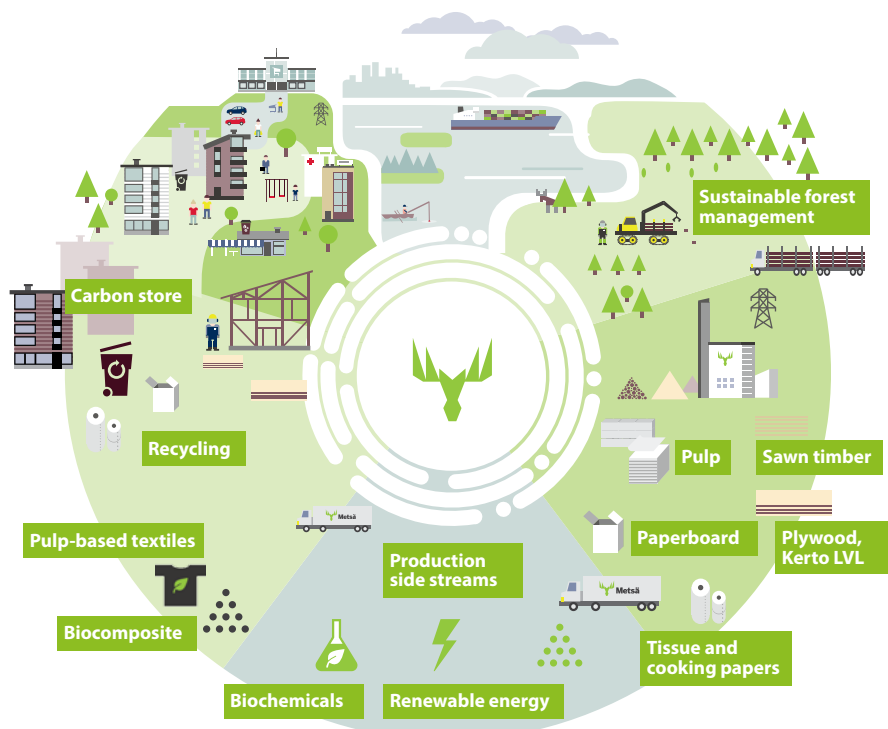 Sustainable forest
management
Carbon store
Recycling
Pulp
Sawn timber
Metsä
Pulp-based textiles
Paperboard
Plywood,
Kerto LVL
Production
side streams
Metsä
Biocomposite
Tissue and
cooking papers
Biochemicals
Renewable energy